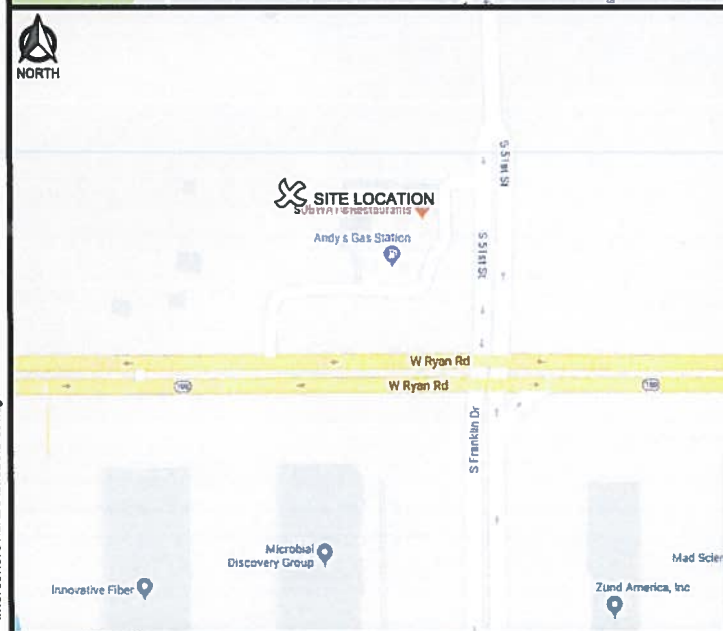 NORTH
S 51st St
SITE LOCATION
Andy s Gas Station
S 51st St
W Ryan Rd
W Ryan Rd
S Franklin Dr
Microbial
Discovery Group
Mad Scien
Innovative Fiber
Zund America, Inc